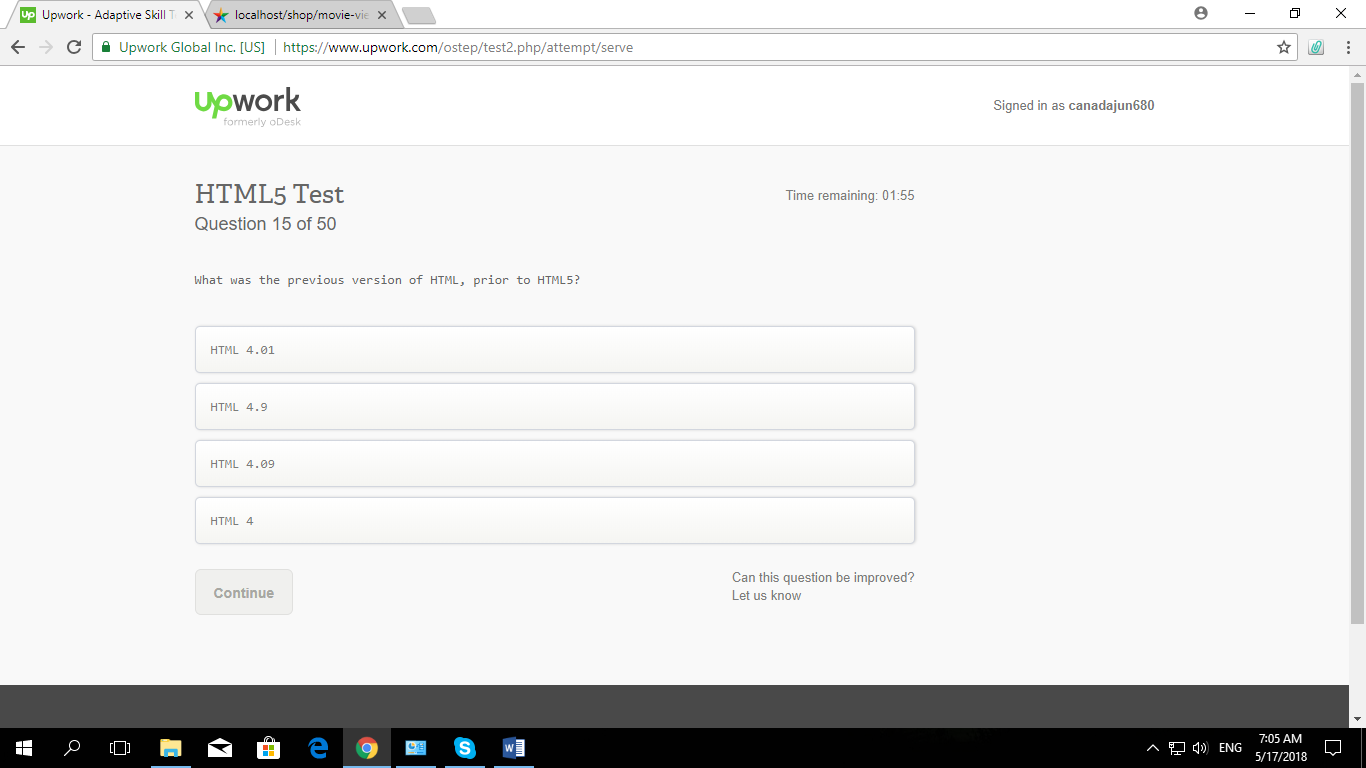 Upwork - Adaptive Skill T
localhost/shop/movie-vie
Upwork Global Inc. [US]
https://www.upwork.com/ostep/test2.php/attempt/serve
upwork
formerly oDesk
Signed in as canadajun680
HTML5 Test
Time remaining: 01:55
Question 15 of 50
What was the previous version of HTML, prior to HTML5?
HTML 4.01
HTML 4.9
HTML 4.09
HTML 4
Continue
Can this question be improved?
Let us know
ENG
7:05 AM
5/17/2018